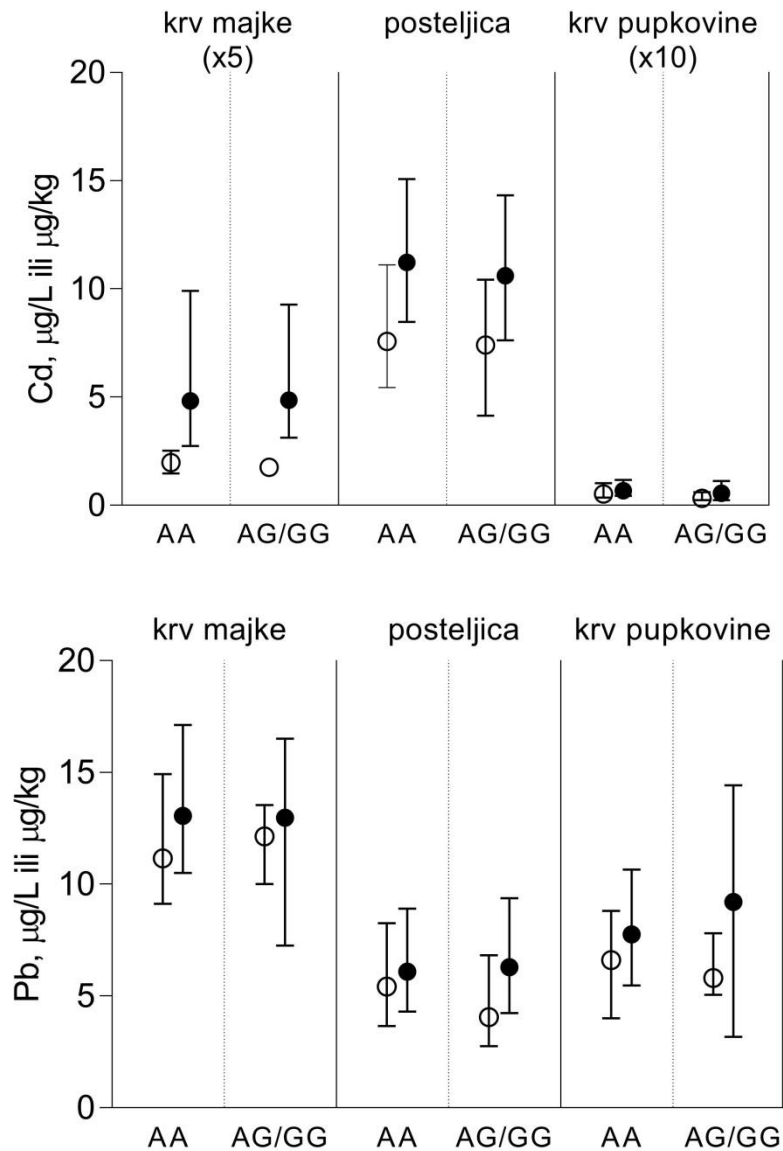 krv majke posteljica krv pupkovine
(x5) (x10)
20
15
10
5
0
Cd, µg/L ili µg/kg
AA AG/GG AA AG/GG AA AG/GG
krv majke posteljica krv pupkovine
20
15
10
5
0
Pb, µg/L ili µg/kg
AA AG/GG AA AG/GG AA AG/GG